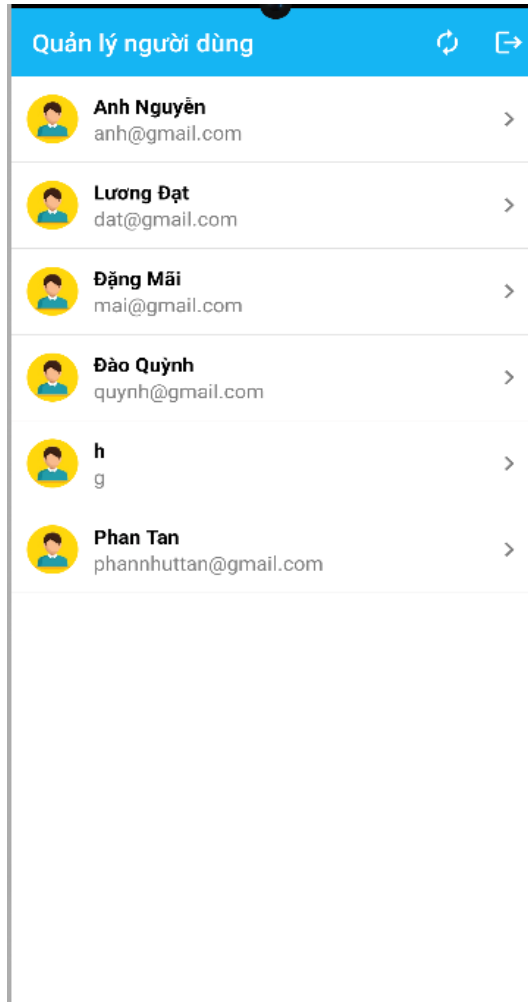 Quản lý người dùng
Anh Nguyễn
anh@gmail.com
Lương Đạt
dat@gmail.com
Đặng Mãi
mai@gmail.com
Đào Quỳnh
quynh@gmail.com
h
g
Phan Tan
phannhuttan@gmail.com